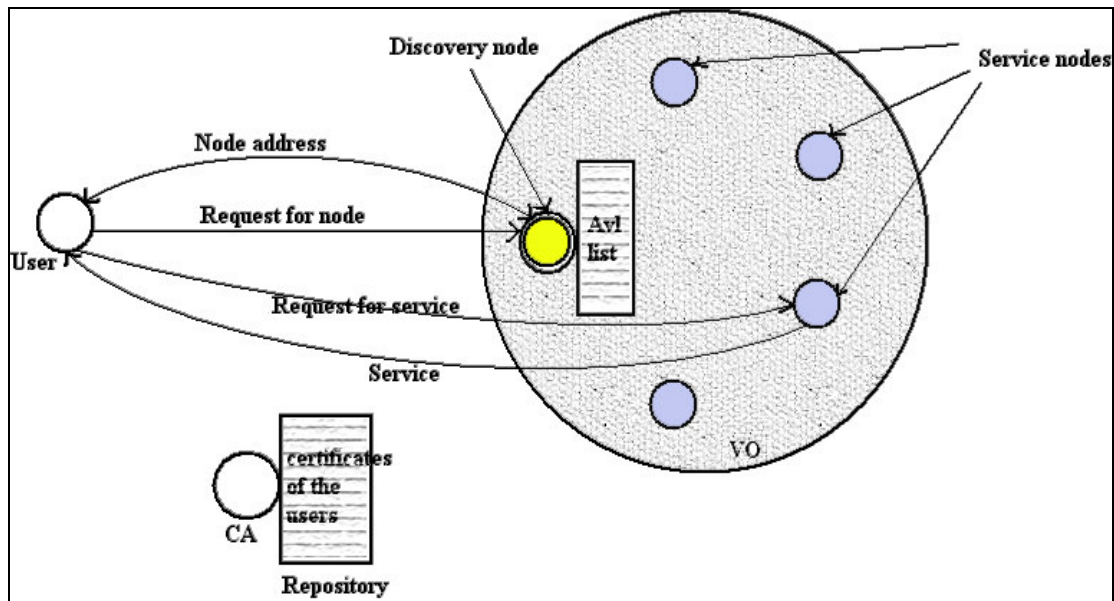 Discovery node
Service nodes
Node address
Request for node
Avl
list
User
Request for service
Service
VO
certificates
of the
users
CA
Repository